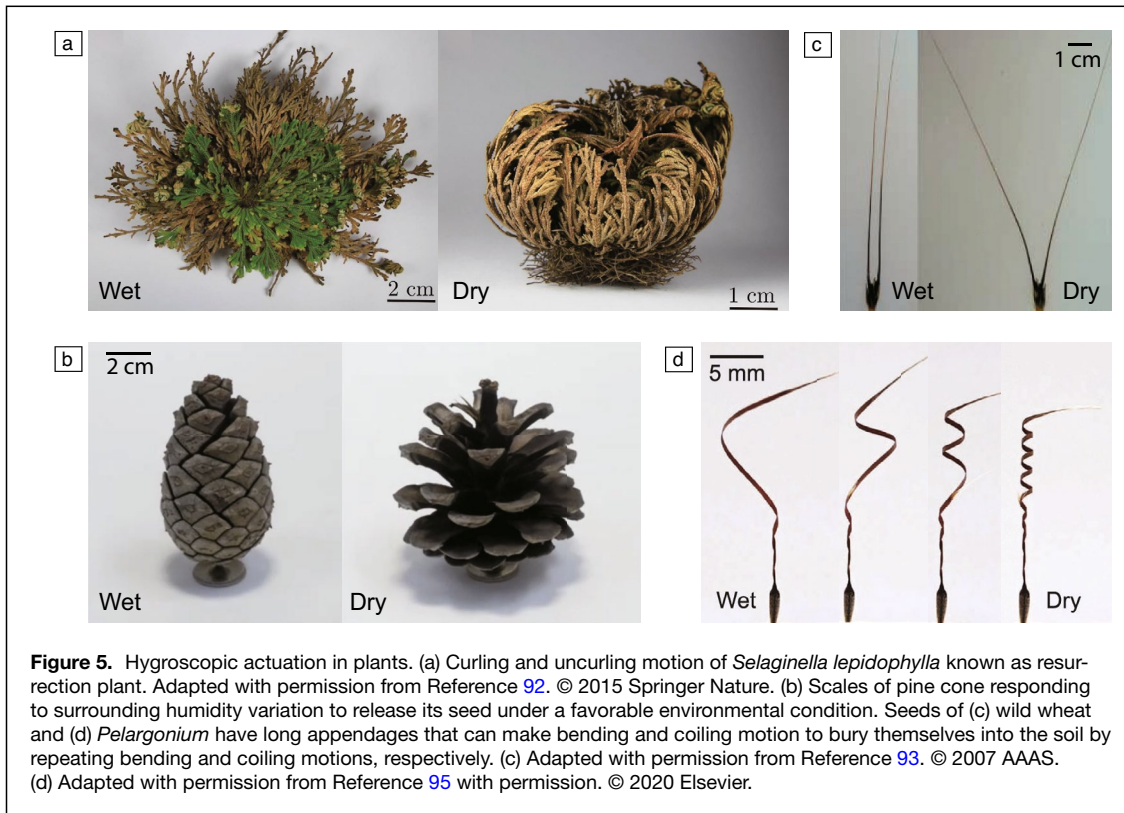 a
Wet
2 cm
Dry
1 cm
c
1 cm
Wet
Dry
b
2 cm
Wet
Dry
d
5 mm
Wet
Dry
Figure 5. Hygroscopic actuation in plants. (a) Curling and uncurling motion of Selaginella lepidophylla known as resur-
rection plant. Adapted with permission from Reference 92. © 2015 Springer Nature. (b) Scales of pine cone responding
to surrounding humidity variation to release its seed under a favorable environmental condition. Seeds of (c) wild wheat
and (d) Pelargonium have long appendages that can make bending and coiling motion to bury themselves into the soil by
repeating bending and coiling motions, respectively. (c) Adapted with permission from Reference 93. © 2007 AAAS.
(d) Adapted with permission from Reference 95 with permission. © 2020 Elsevier.